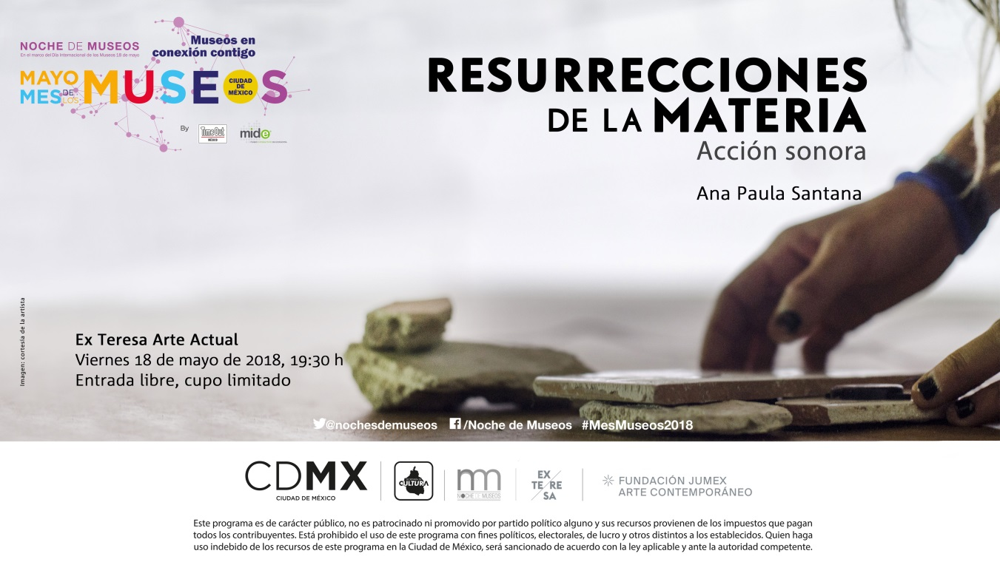 NOCHE DE MUSEOS
En el marco del Día Internacional de los Museos 18 de mayo
Museos en
conexión contigo
MAYO
MES DE LOS
MUSEOS
CIUDAD
DE
MÉXICO
By
TimeOut
MÉXICO
mide
RESURRECCIONES
DE LA MATERIA
Acción sonora
Ana Paula Santana
Imagen: cortesía de la artista
Ex Teresa Arte Actual
Viernes 18 de mayo de 2018, 19:30 h
Entrada libre, cupo limitado
@nochesdemuseos /Noche de Museos #MesMuseos2018
CDMX
CIUDAD DE MÉXICO
CULTURA
NOCHE DE MUSEOS
EX
TE/RE
SA
FUNDACIÓN JUMEX
ARTE CONTEMPORÁNEO
Este programa es de carácter público, no es patrocinado ni promovido por partido político alguno y sus recursos provienen de los impuestos que pagan
todos los contribuyentes. Está prohibido el uso de este programa con fines políticos, electorales, de lucro y otros distintos a los establecidos. Quien haga
uso indebido de los recursos de este programa en la Ciudad de México, será sancionado de acuerdo con la ley aplicable y ante la autoridad competente.